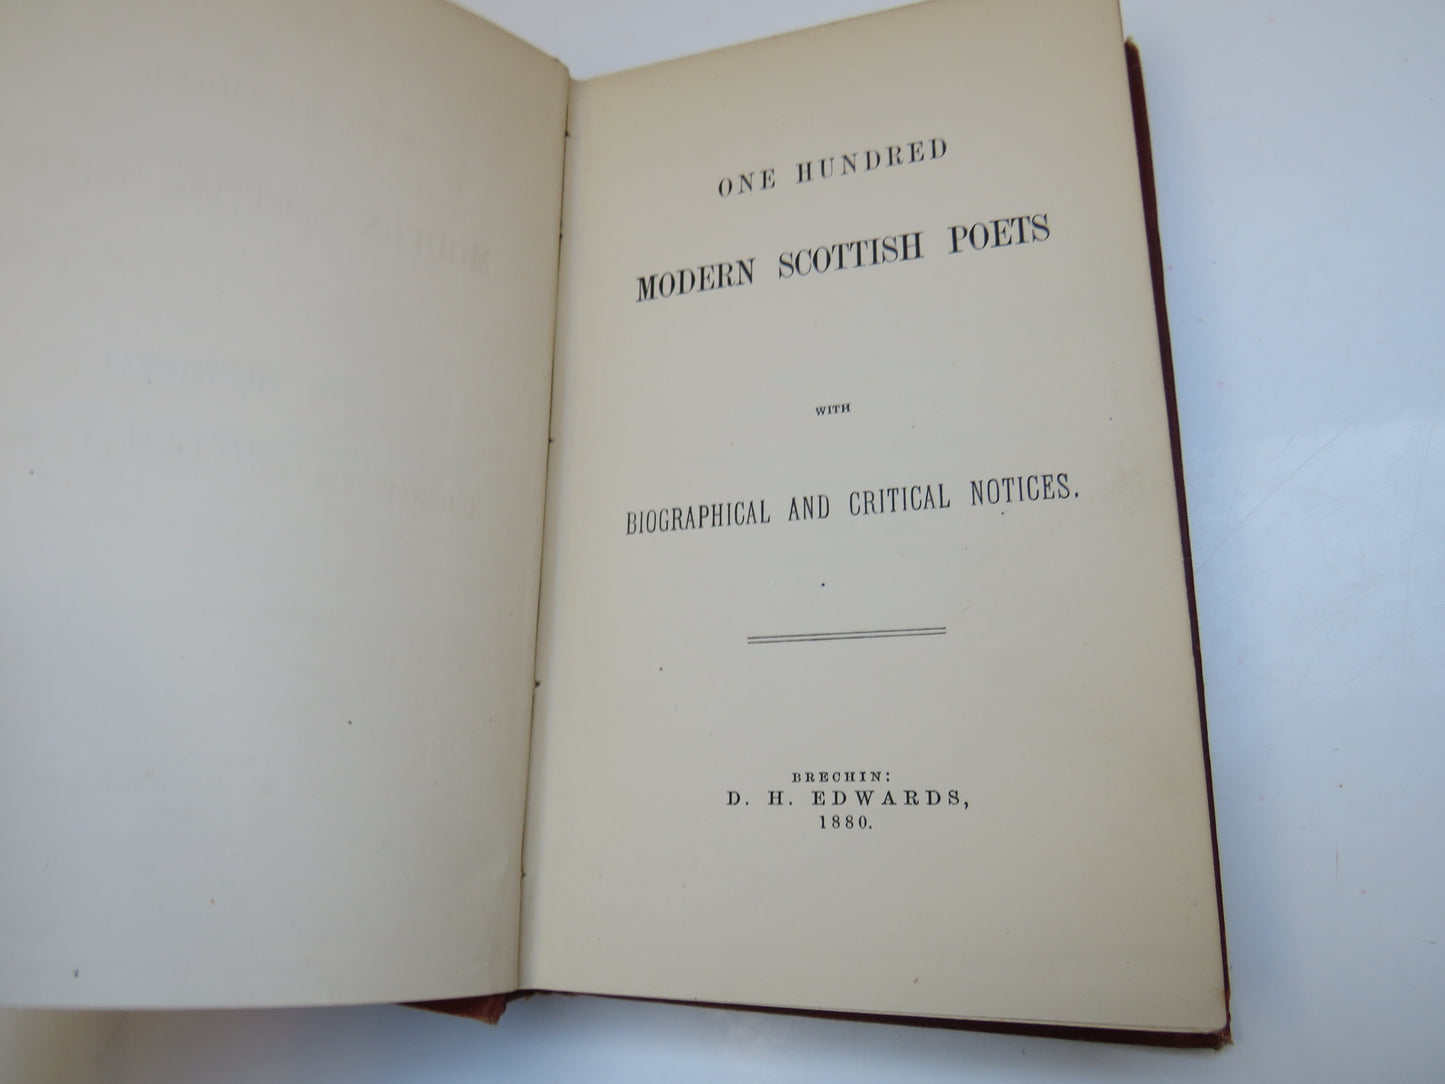 ONE HUNDRED
MODERN SCOTTISH POETS
WITH
BIOGRAPHICAL AND CRITICAL NOTICES.
BRECHIN:
D. H. EDWARDS,
1880.